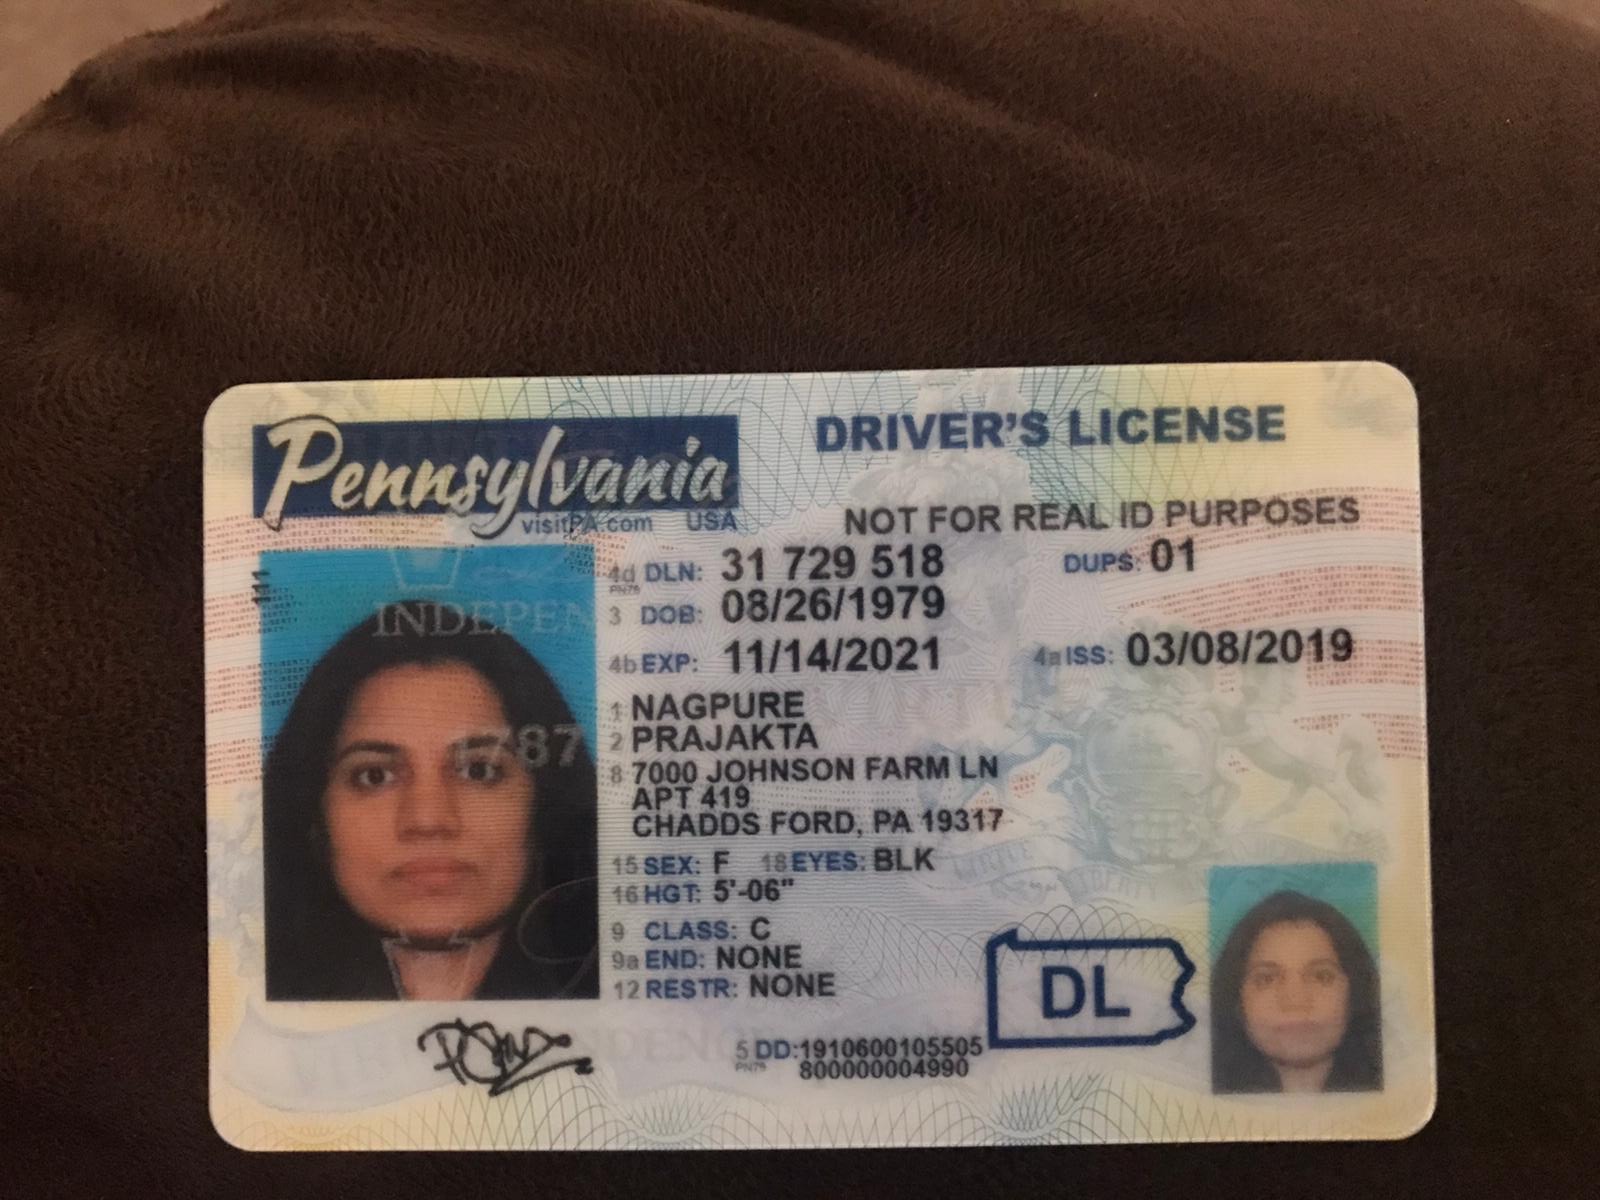 Pennsylvania
visitPA.com USA
DRIVER'S LICENSE
NOT FOR REAL ID PURPOSES
4d DLN: 31 729 518 DUPS: 01
3 DOB: 08/26/1979
4b EXP: 11/14/2021 4a ISS: 03/08/2019
1 NAGPURE
2 PRAJAKTA
8 7000 JOHNSON FARM LN
APT 419
CHADDS FORD, PA 19317
15 SEX: F 18 EYES: BLK
16 HGT: 5'-06"
9 CLASS: C
9a END: NONE
12 RESTR: NONE
DL
5 DD:1910600105505
800000004990
INDEPEN
1787